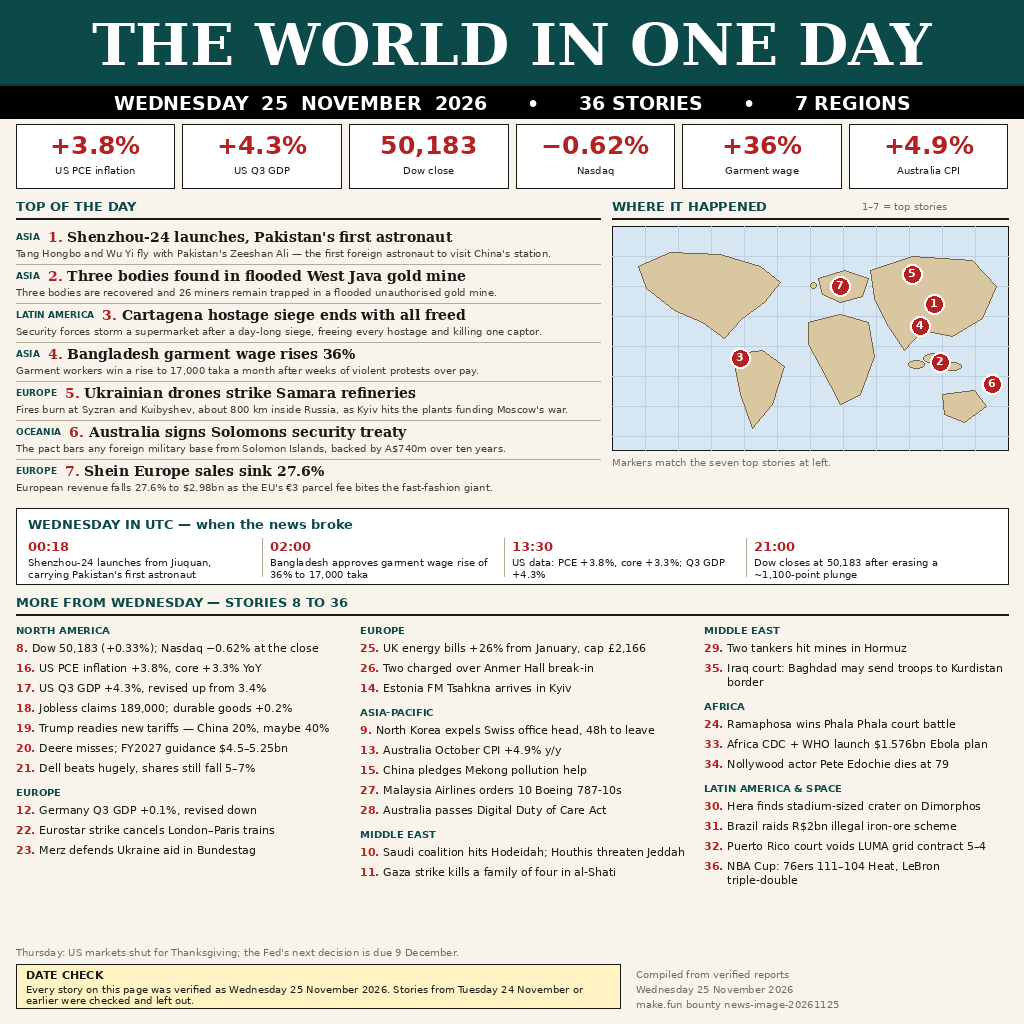 THE WORLD IN ONE DAY
WEDNESDAY 25 NOVEMBER 2026 • 36 STORIES • 7 REGIONS
+3.8%
US PCE inflation
+4.3%
US Q3 GDP
50,183
Dow close
−0.62%
Nasdaq
+36%
Garment wage
+4.9%
Australia CPI
TOP OF THE DAY
ASIA 1. Shenzhou-24 launches, Pakistan's first astronaut
Tang Hongbo and Wu Yi fly with Pakistan's Zeeshan Ali — the first foreign astronaut to visit China's station.
ASIA 2. Three bodies found in flooded West Java gold mine
Three bodies are recovered and 26 miners remain trapped in a flooded unauthorised gold mine.
LATIN AMERICA 3. Cartagena hostage siege ends with all freed
Security forces storm a supermarket after a day-long siege, freeing every hostage and killing one captor.
ASIA 4. Bangladesh garment wage rises 36%
Garment workers win a rise to 17,000 taka a month after weeks of violent protests over pay.
EUROPE 5. Ukrainian drones strike Samara refineries
Fires burn at Syzran and Kuibyshev, about 800 km inside Russia, as Kyiv hits the plants funding Moscow's war.
OCEANIA 6. Australia signs Solomons security treaty
The pact bars any foreign military base from Solomon Islands, backed by A$740m over ten years.
EUROPE 7. Shein Europe sales sink 27.6%
European revenue falls 27.6% to $2.98bn as the EU's €3 parcel fee bites the fast-fashion giant.
WHERE IT HAPPENED
1–7 = top stories
5
7
1
4
3
2
6
Markers match the seven top stories at left.
WEDNESDAY IN UTC — when the news broke
00:18
Shenzhou-24 launches from Jiuquan,
carrying Pakistan's first astronaut
02:00
Bangladesh approves garment wage rise of
36% to 17,000 taka
13:30
US data: PCE +3.8%, core +3.3%; Q3 GDP
+4.3%
21:00
Dow closes at 50,183 after erasing a
~1,100-point plunge
MORE FROM WEDNESDAY — STORIES 8 TO 36
NORTH AMERICA
8. Dow 50,183 (+0.33%); Nasdaq −0.62% at the close
16. US PCE inflation +3.8%, core +3.3% YoY
17. US Q3 GDP +4.3%, revised up from 3.4%
18. Jobless claims 189,000; durable goods +0.2%
19. Trump readies new tariffs — China 20%, maybe 40%
20. Deere misses; FY2027 guidance $4.5–5.25bn
21. Dell beats hugely, shares still fall 5–7%
EUROPE
12. Germany Q3 GDP +0.1%, revised down
22. Eurostar strike cancels London–Paris trains
23. Merz defends Ukraine aid in Bundestag
EUROPE
25. UK energy bills +26% from January, cap £2,166
26. Two charged over Anmer Hall break-in
14. Estonia FM Tsahkna arrives in Kyiv
ASIA-PACIFIC
9. North Korea expels Swiss office head, 48h to leave
13. Australia October CPI +4.9% y/y
15. China pledges Mekong pollution help
27. Malaysia Airlines orders 10 Boeing 787-10s
28. Australia passes Digital Duty of Care Act
MIDDLE EAST
10. Saudi coalition hits Hodeidah; Houthis threaten Jeddah
11. Gaza strike kills a family of four in al-Shati
MIDDLE EAST
29. Two tankers hit mines in Hormuz
35. Iraq court: Baghdad may send troops to Kurdistan
border
AFRICA
24. Ramaphosa wins Phala Phala court battle
33. Africa CDC + WHO launch $1.576bn Ebola plan
34. Nollywood actor Pete Edochie dies at 79
LATIN AMERICA & SPACE
30. Hera finds stadium-sized crater on Dimorphos
31. Brazil raids R$2bn illegal iron-ore scheme
32. Puerto Rico court voids LUMA grid contract 5–4
36. NBA Cup: 76ers 111–104 Heat, LeBron
triple-double
Thursday: US markets shut for Thanksgiving; the Fed's next decision is due 9 December.
DATE CHECK
Every story on this page was verified as Wednesday 25 November 2026. Stories from Tuesday 24 November or
earlier were checked and left out.
Compiled from verified reports
Wednesday 25 November 2026
make.fun bounty news-image-20261125